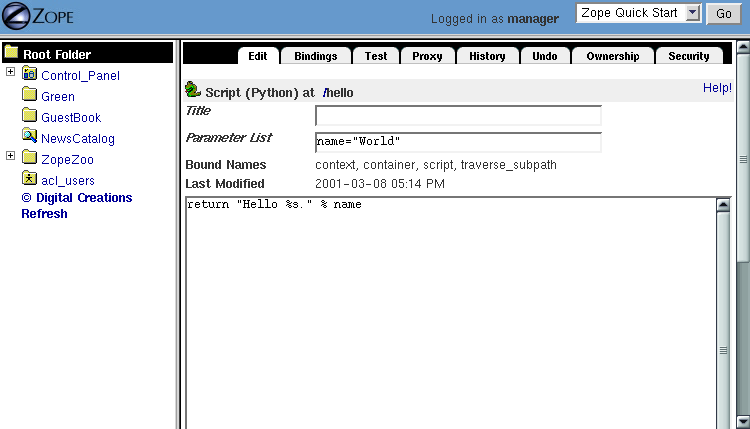 ZOPE
Logged in as manager
Zope Quick Start
Go
Root Folder
Control_Panel
Green
GuestBook
NewsCatalog
ZopeZoo
acl_users
© Digital Creations
Refresh
Edit Bindings Test Proxy History Undo Ownership Security
Script (Python) at /hello
Help!
Title
Parameter List name="World"
Bound Names context, container, script, traverse_subpath
Last Modified 2001-03-08 05:14 PM
return "Hello %s." % name